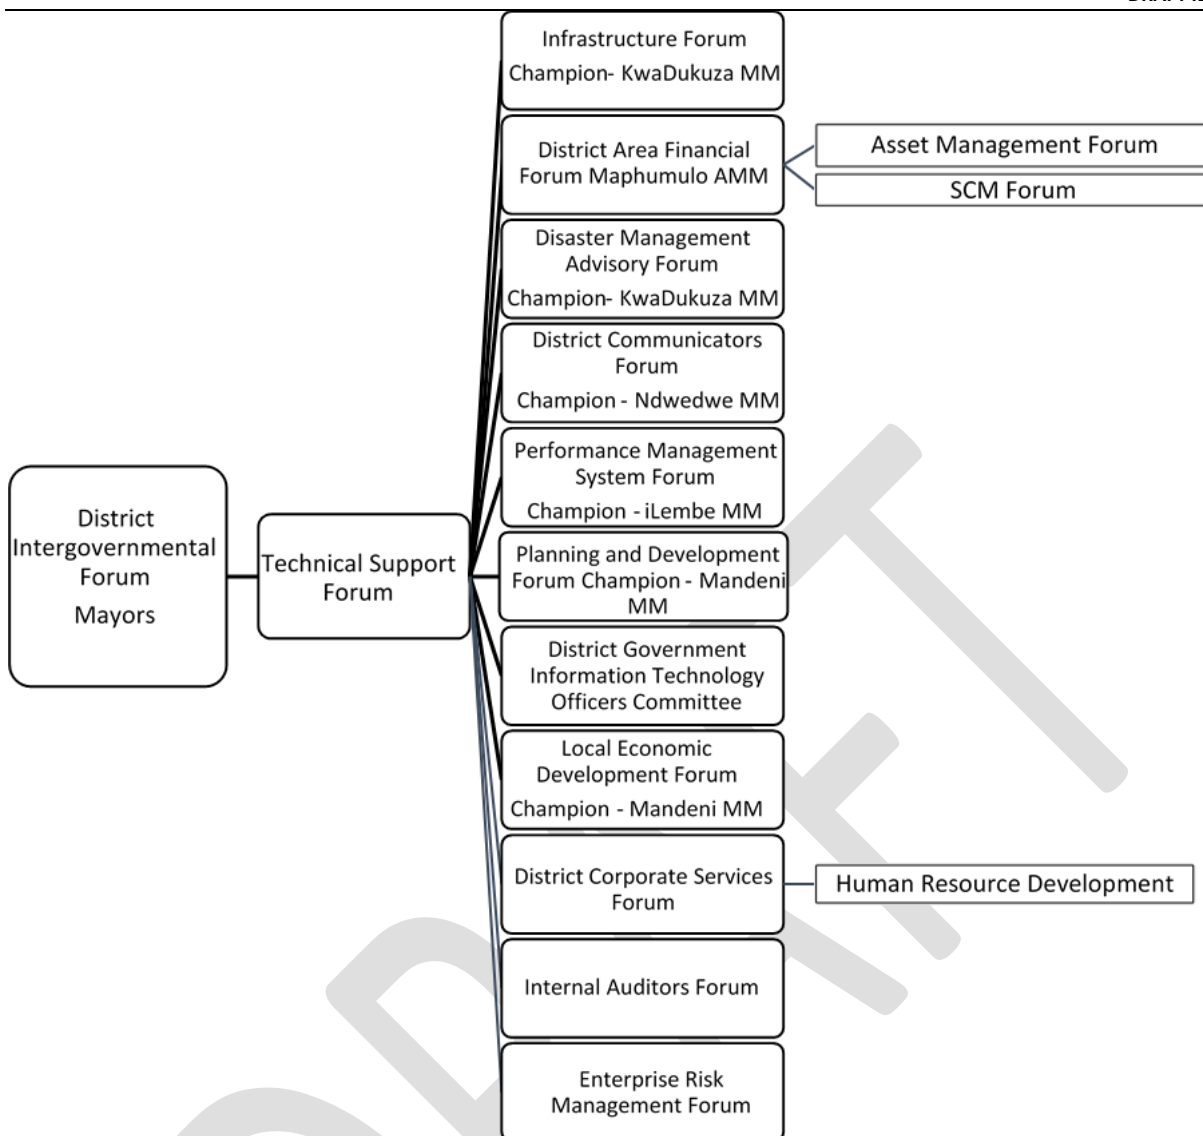 Infrastructure Forum
Champion- KwaDukuza MM
District Area Financial
Forum Maphumulo AMM
Asset Management Forum
SCM Forum
Disaster Management
Advisory Forum
Champion- KwaDukuza MM
District Communicators
Forum
Champion - Ndwedwe MM
Performance Management
System Forum
Champion - iLembe MM
District
Intergovernmental
Forum
Mayors
Technical Support
Forum
Planning and Development
Forum Champion - Mandeni
MM
District Government
Information Technology
Officers Committee
Local Economic
Development Forum
Champion - Mandeni MM
District Corporate Services
Forum
Human Resource Development
Internal Auditors Forum
Enterprise Risk
Management Forum
DRAFT